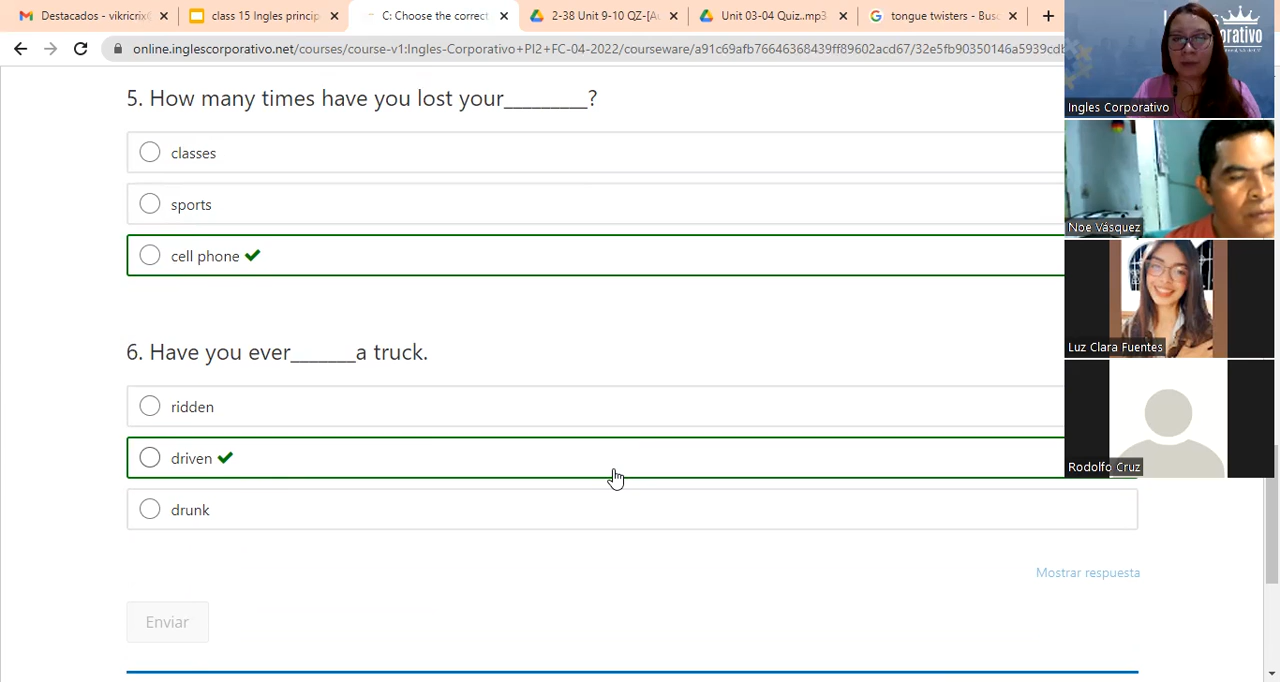 Destacados - vikricrix
class 15 Ingles princip
C: Choose the correct
2-38 Unit 9-10 QZ-[A
Unit 03-04 Quiz..mp3
tongue twisters - Bus
online.inglescorporativo.net/courses/course-v1:Ingles-Corporativo+PI2+FC-04-2022/courseware/a91c69afb76646368439ff89602acd67/32e5fb90350146a5939cdb
5. How many times have you lost your_________?
classes
sports
cell phone
6. Have you ever_______a truck.
ridden
driven
drunk
Mostrar respuesta
Enviar
Ingles Corporativo
Noe Vásquez
Luz Clara Fuentes
Rodolfo Cruz